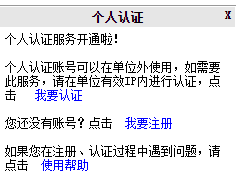 个人认证 X
个人认证服务开通啦！
个人认证账号可以在单位外使用，如需要
此服务，请在单位有效IP内进行认证，点
击 我要认证
您还没有账号？点击 我要注册
如果您在注册、认证过程中遇到问题，请
点击 使用帮助